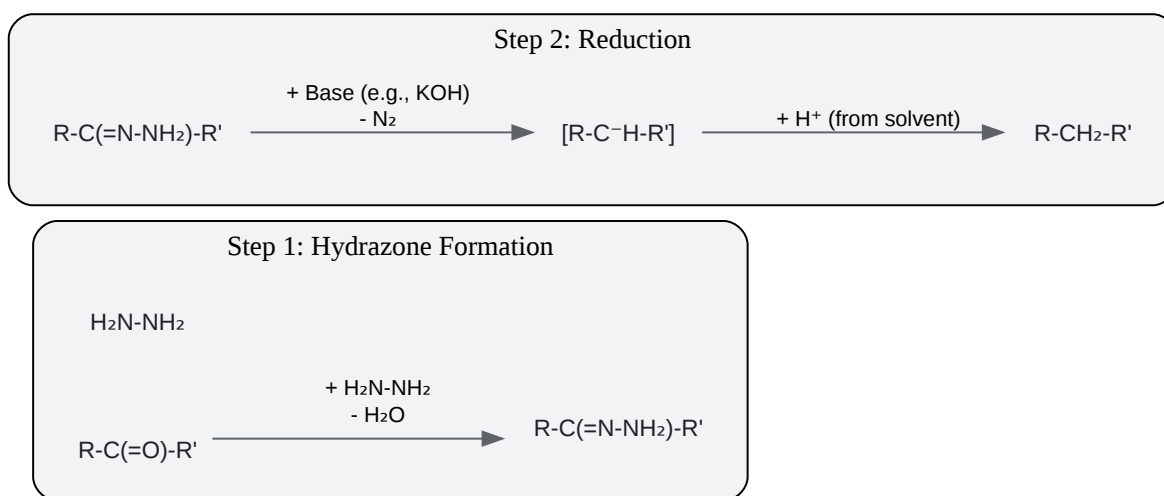 Step 2: Reduction
+ Base (e.g., KOH)
- N₂
R-C(=N-NH₂)-R'
[R-C⁻H-R']
+ H⁺ (from solvent)
R-CH₂-R'
Step 1: Hydrazone Formation
H₂N-NH₂
+ H₂N-NH₂
- H₂O
R-C(=O)-R'
R-C(=N-NH₂)-R'